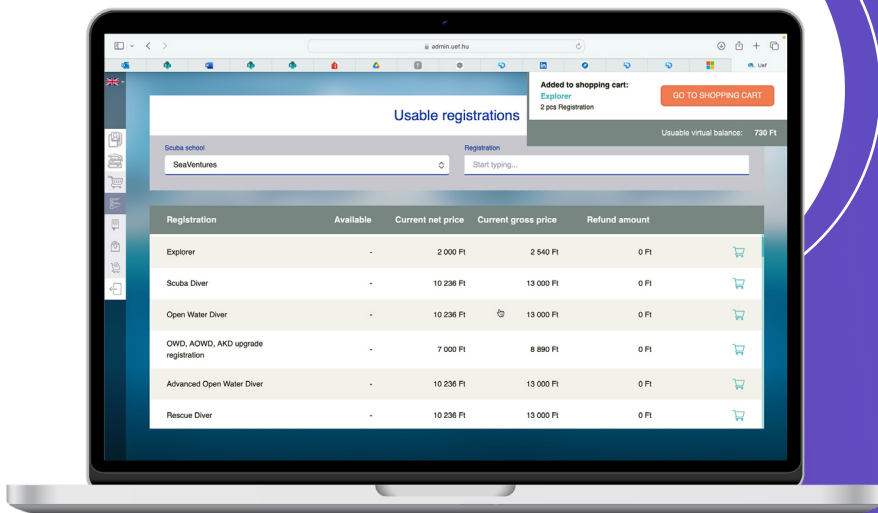 admin.uef.hu
Uef
Added to shopping cart:
Explorer
2 pcs Registration
GO TO SHOPPING CART
Usuable virtual balance: 730 Ft
Usable registrations
Scuba school
Registration
SeaVentures
Start typing...
Registration Available Current net price Current gross price Refund amount
Explorer - 2 000 Ft 2 540 Ft 0 Ft
Scuba Diver - 10 236 Ft 13 000 Ft 0 Ft
Open Water Diver - 10 236 Ft 13 000 Ft 0 Ft
OWD, AOWD, AKD upgrade
registration - 7 000 Ft 8 890 Ft 0 Ft
Advanced Open Water Diver - 10 236 Ft 13 000 Ft 0 Ft
Rescue Diver - 10 236 Ft 13 000 Ft 0 Ft